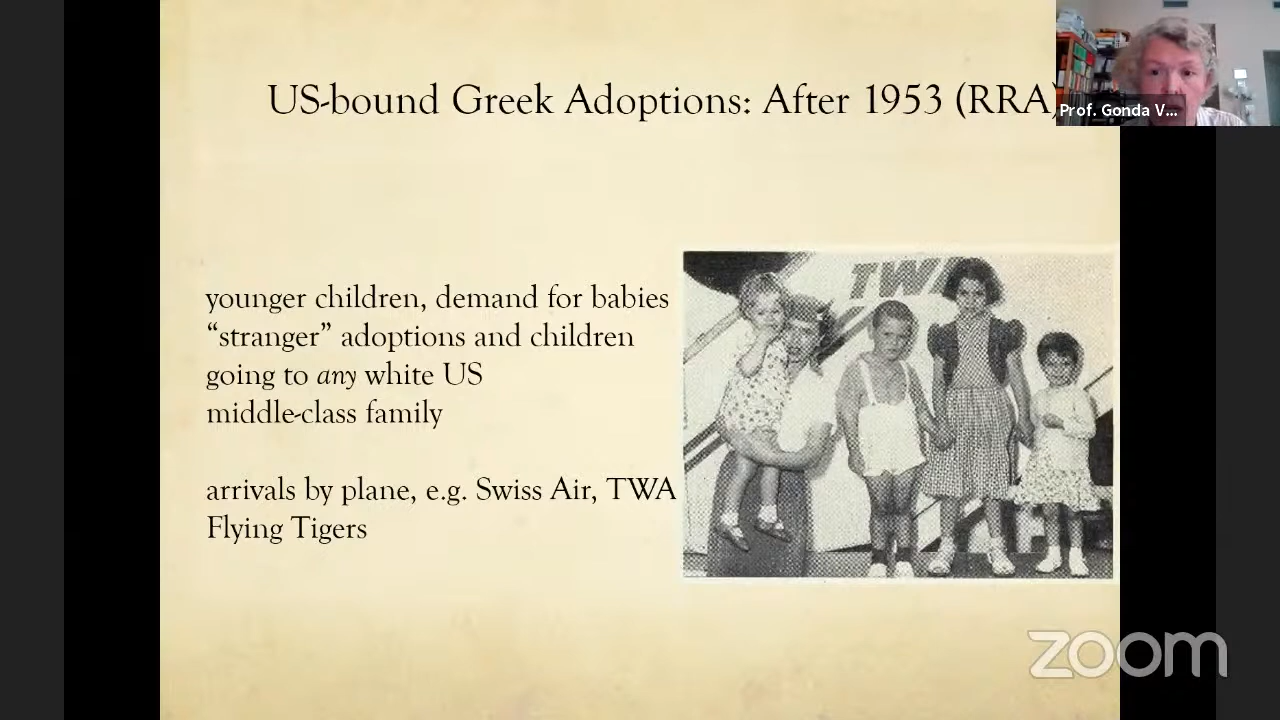 US-bound Greek Adoptions: After 1953 (RRA)
Prof. Gonda V...
younger children, demand for babies
“stranger” adoptions and children
going to any white US
middle-class family
arrivals by plane, e.g. Swiss Air, TWA
Flying Tigers
TWA
zoom